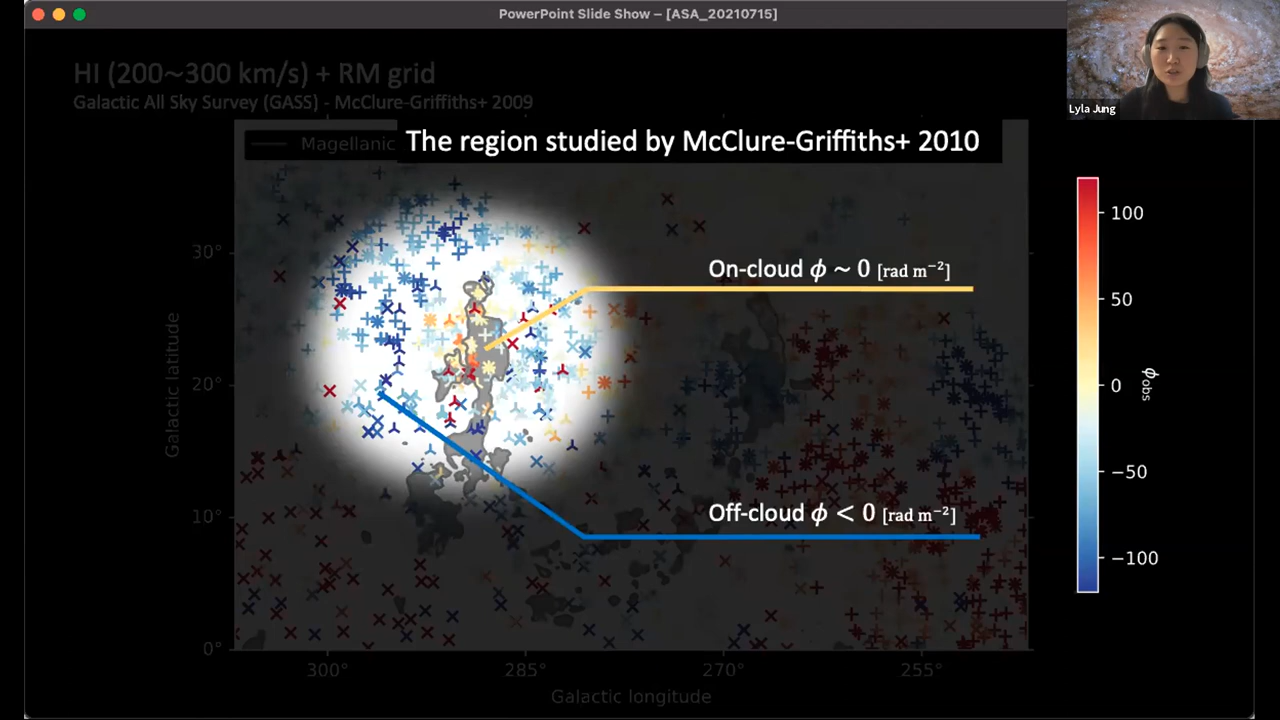 PowerPoint Slide Show – [ASA_20210715]
Lyla Jung
HI (200~300 km/s) + RM grid
Galactic All Sky Survey (GASS) - McClure-Griffiths+ 2009
Magellanic
The region studied by McClure-Griffiths+ 2010
On-cloud ϕ ~ 0 [rad m⁻²]
Off-cloud ϕ < 0 [rad m⁻²]
30°
20°
10°
0°
Galactic latitude
300°
285°
270°
255°
Galactic longitude
100
50
0
−50
−100
ϕobs